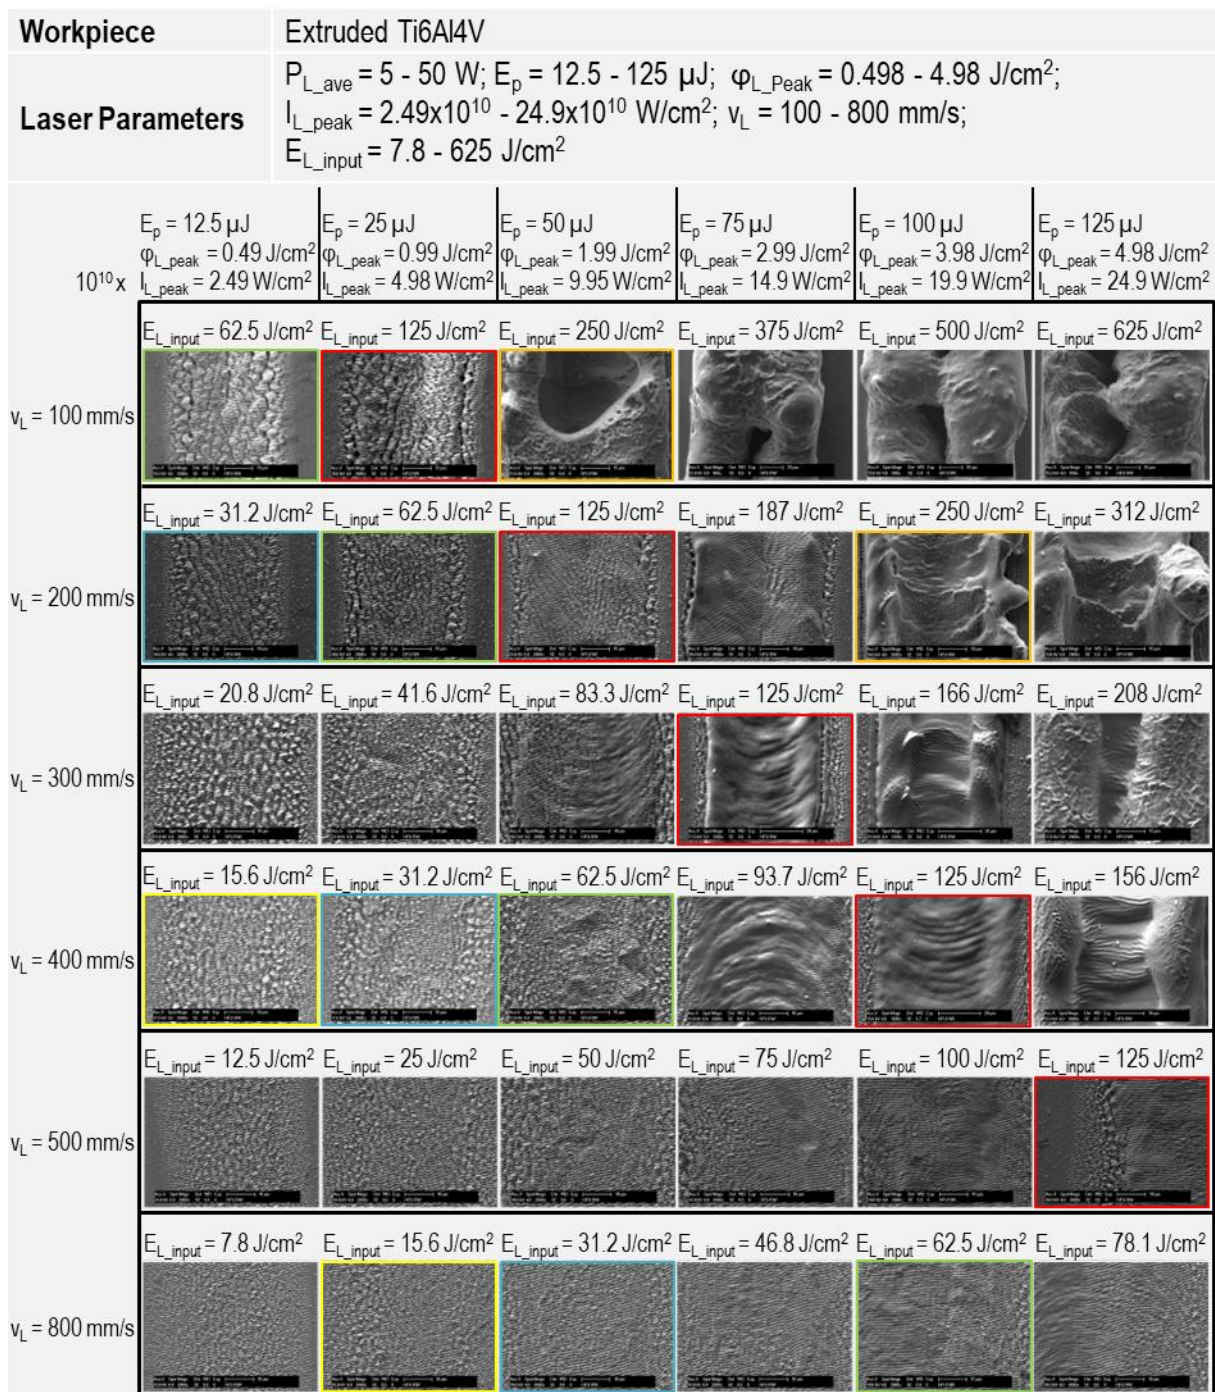 Workpiece Extruded Ti6Al4V
Laser Parameters
P_L_ave = 5 - 50 W; E_p = 12.5 - 125 µJ; φ_L_Peak = 0.498 - 4.98 J/cm²;
I_L_peak = 2.49x10¹⁰ - 24.9x10¹⁰ W/cm²; v_L = 100 - 800 mm/s;
E_L_input = 7.8 - 625 J/cm²
E_p = 12.5 µJ E_p = 25 µJ E_p = 50 µJ E_p = 75 µJ E_p = 100 µJ E_p = 125 µJ
φ_L_peak = 0.49 J/cm² φ_L_peak = 0.99 J/cm² φ_L_peak = 1.99 J/cm² φ_L_peak = 2.99 J/cm² φ_L_peak = 3.98 J/cm² φ_L_peak = 4.98 J/cm²
10¹⁰ x I_L_peak = 2.49 W/cm² I_L_peak = 4.98 W/cm² I_L_peak = 9.95 W/cm² I_L_peak = 14.9 W/cm² I_L_peak = 19.9 W/cm² I_L_peak = 24.9 W/cm²
E_L_input = 62.5 J/cm² E_L_input = 125 J/cm² E_L_input = 250 J/cm² E_L_input = 375 J/cm² E_L_input = 500 J/cm² E_L_input = 625 J/cm²
v_L = 100 mm/s
E_L_input = 31.2 J/cm² E_L_input = 62.5 J/cm² E_L_input = 125 J/cm² E_L_input = 187 J/cm² E_L_input = 250 J/cm² E_L_input = 312 J/cm²
v_L = 200 mm/s
E_L_input = 20.8 J/cm² E_L_input = 41.6 J/cm² E_L_input = 83.3 J/cm² E_L_input = 125 J/cm² E_L_input = 166 J/cm² E_L_input = 208 J/cm²
v_L = 300 mm/s
E_L_input = 15.6 J/cm² E_L_input = 31.2 J/cm² E_L_input = 62.5 J/cm² E_L_input = 93.7 J/cm² E_L_input = 125 J/cm² E_L_input = 156 J/cm²
v_L = 400 mm/s
E_L_input = 12.5 J/cm² E_L_input = 25 J/cm² E_L_input = 50 J/cm² E_L_input = 75 J/cm² E_L_input = 100 J/cm² E_L_input = 125 J/cm²
v_L = 500 mm/s
E_L_input = 7.8 J/cm² E_L_input = 15.6 J/cm² E_L_input = 31.2 J/cm² E_L_input = 46.8 J/cm² E_L_input = 62.5 J/cm² E_L_input = 78.1 J/cm²
v_L = 800 mm/s